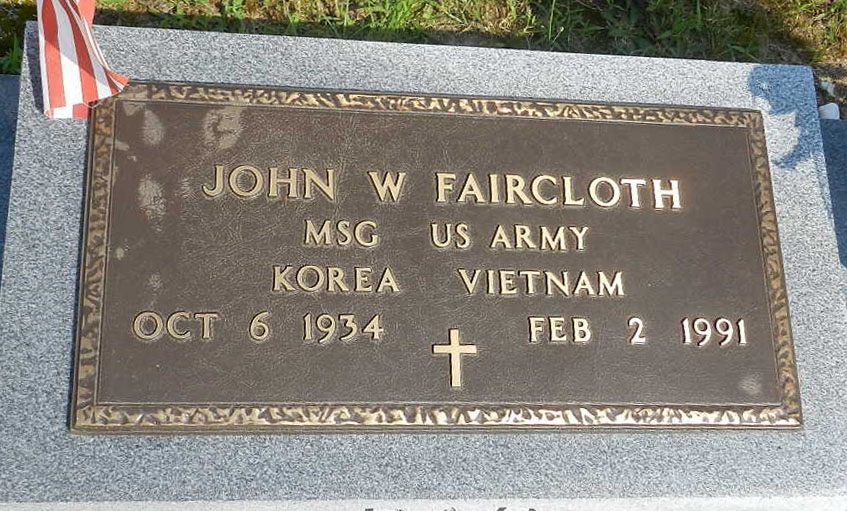 JOHN W FAIRCLOTH
MSG US ARMY
KOREA VIETNAM
OCT 6 1934 FEB 2 1991